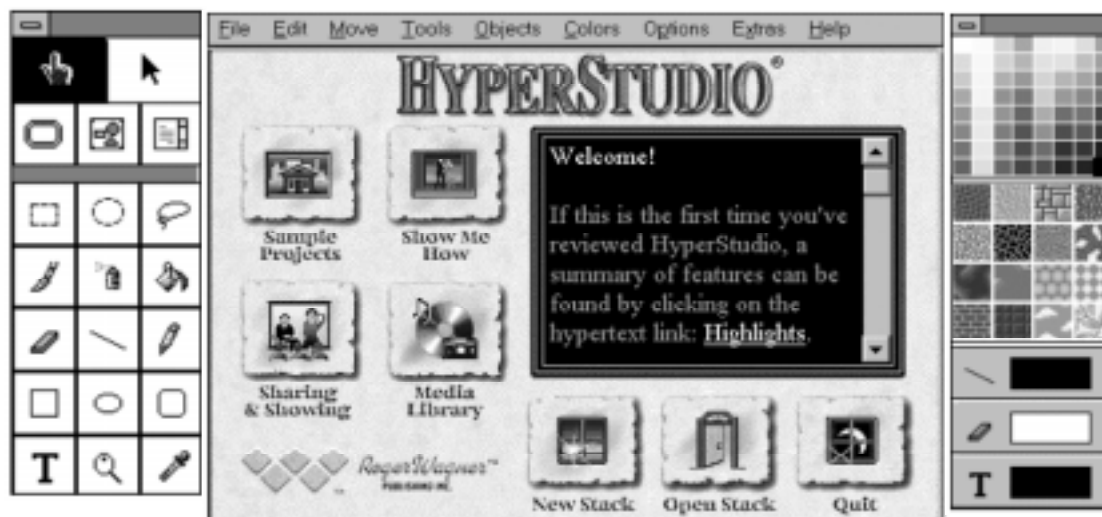 File Edit Move Tools Objects Colors Options Extras Help
HYPERSTUDIO®
Sample
Projects
Show Me
How
Welcome!
If this is the first time you've
reviewed HyperStudio, a
summary of features can be
found by clicking on the
hypertext link: Highlights.
Sharing
& Showing
Media
Library
RogerWagner™
PUBLISHING INC.
New Stack
Open Stack
Quit
T
T